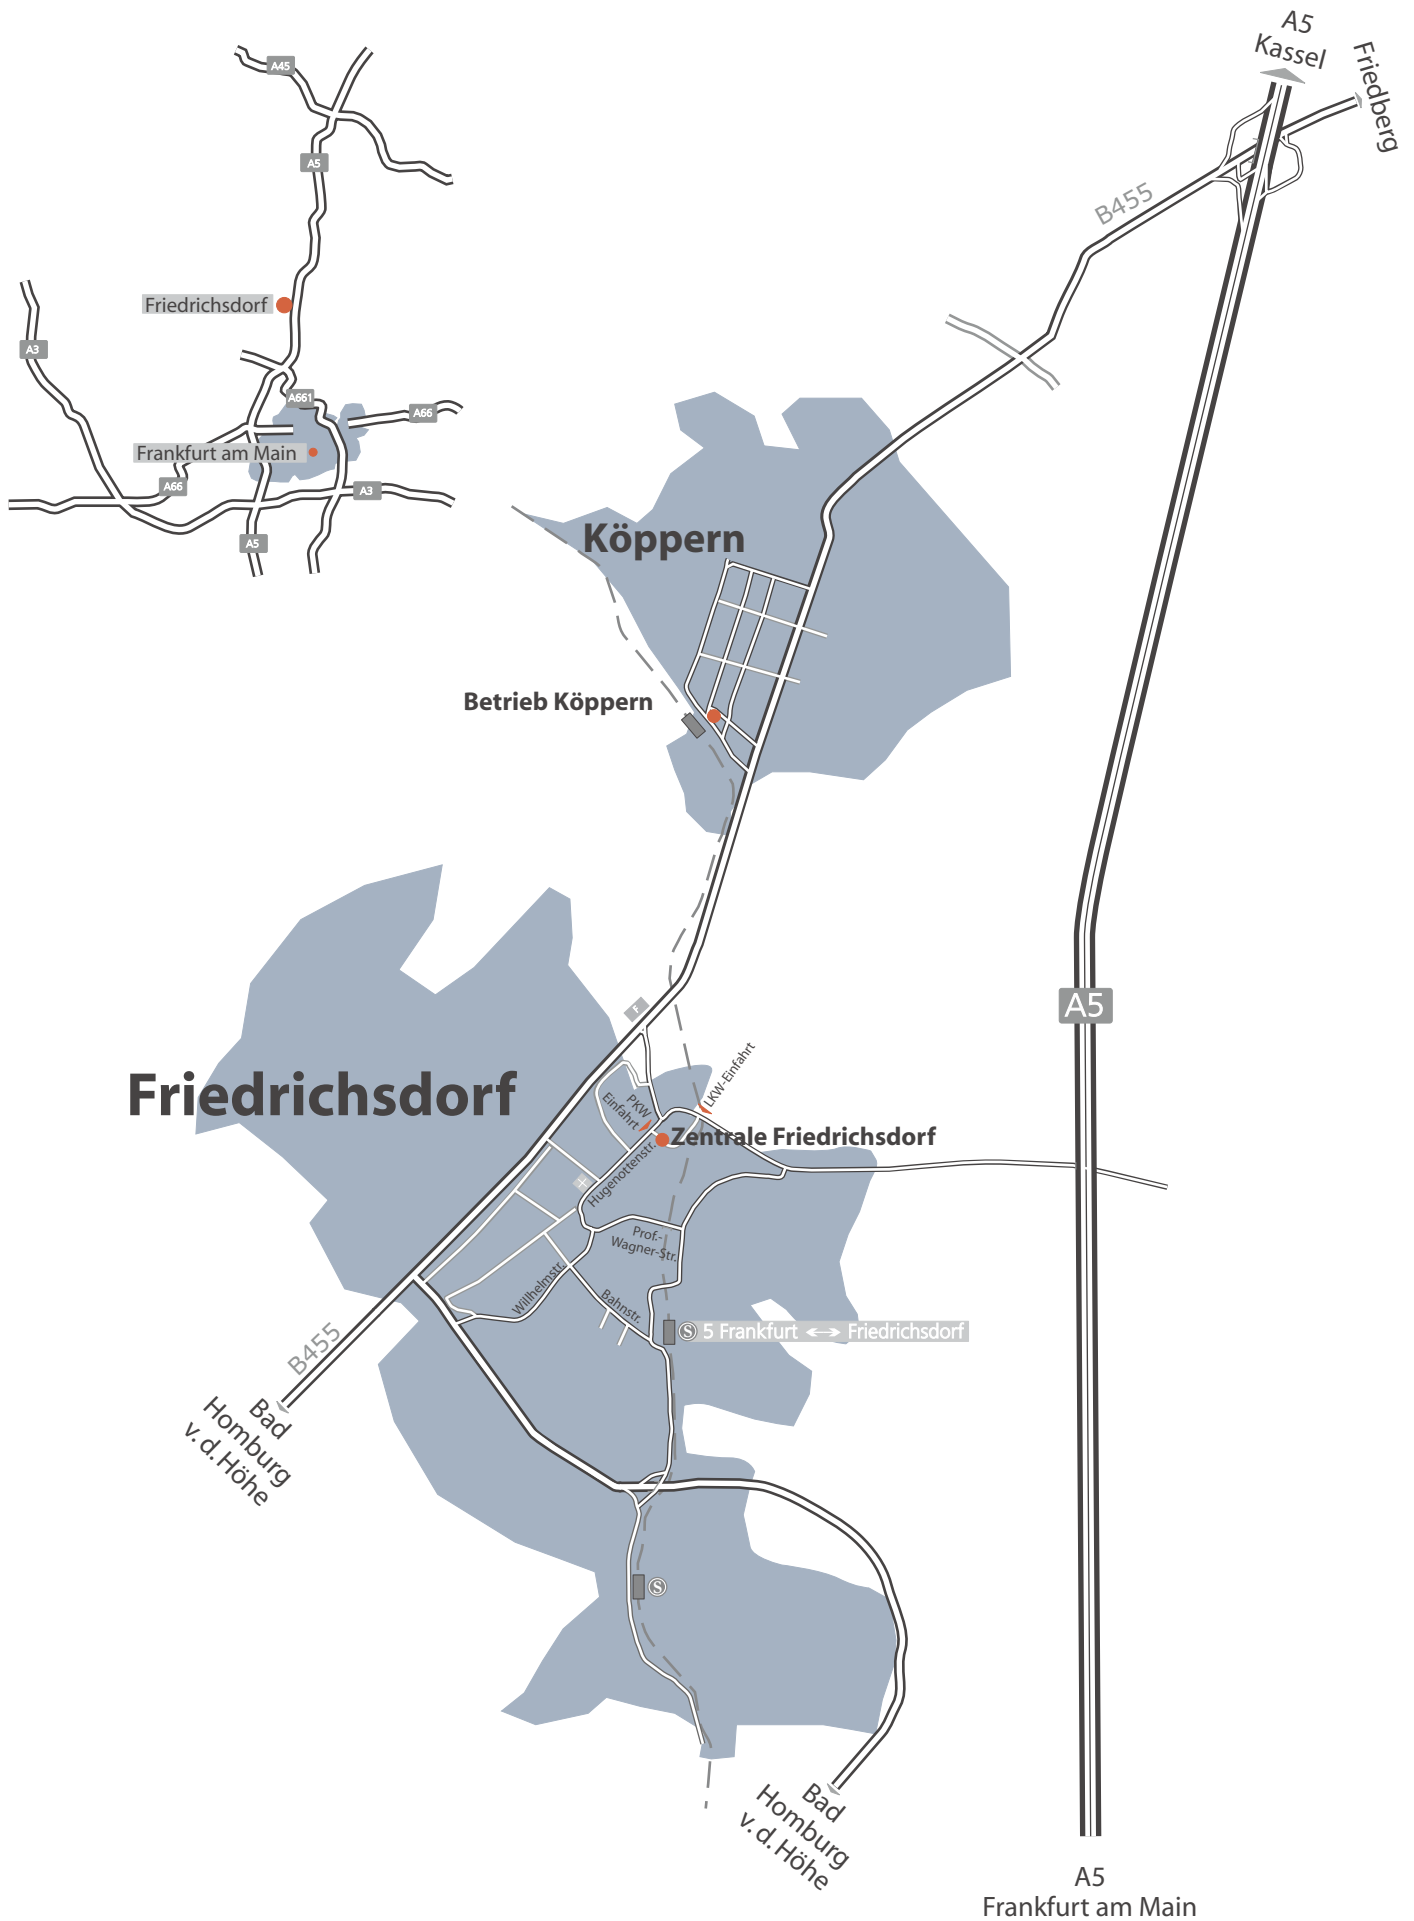 A5
Kassel
Friedberg
A45
A5
B455
Friedrichsdorf
A3
A661
A66
Frankfurt am Main
A66
A3
A5
Köppern
Betrieb Köppern
A5
F
LKW-Einfahrt
Friedrichsdorf
PKW
Einfahrt
Zentrale Friedrichsdorf
Hugenottenstr.
Prof.-
Wagner-Str.
Willhelmstr.
Bahnstr.
S 5 Frankfurt ↔ Friedrichsdorf
B455
Bad
Homburg
v. d. Höhe
S
Bad
Homburg
v. d. Höhe
A5
Frankfurt am Main